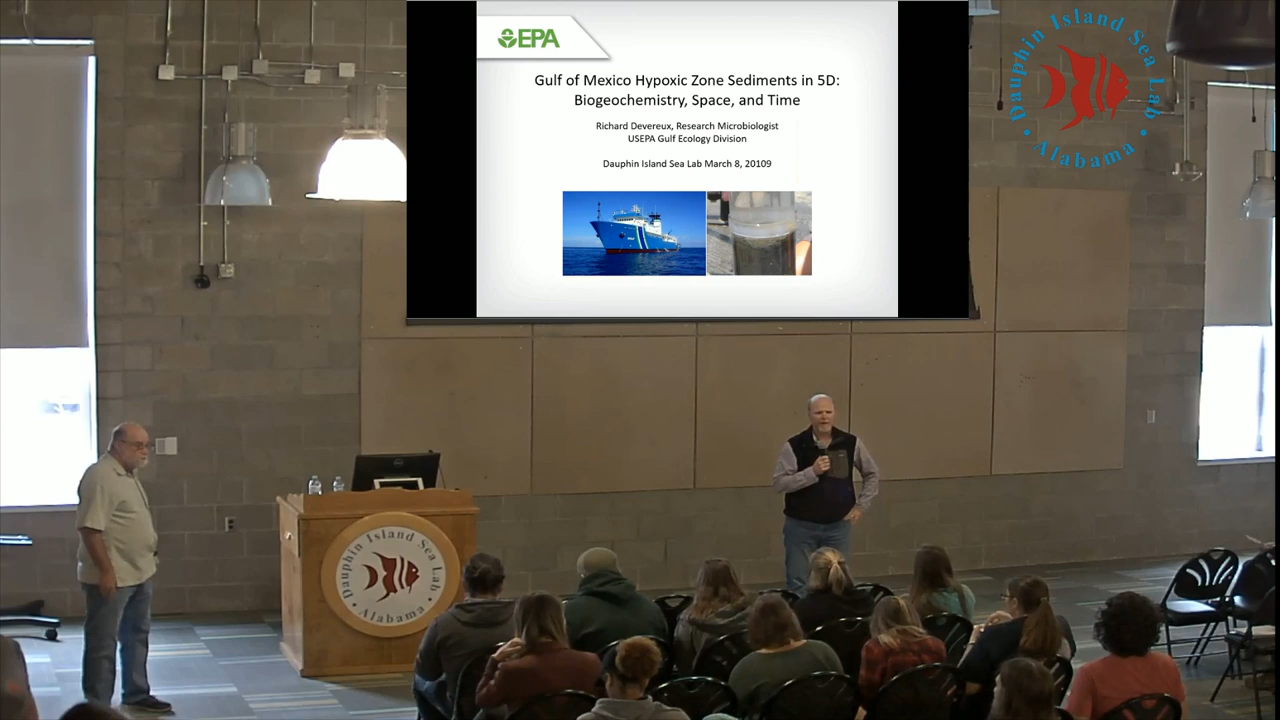 EPA
Gulf of Mexico Hypoxic Zone Sediments in 5D:
Biogeochemistry, Space, and Time
Richard Devereux, Research Microbiologist
USEPA Gulf Ecology Division
Dauphin Island Sea Lab March 8, 20109
Dauphin Island Sea Lab
Alabama
Dauphin Island Sea Lab
Alabama